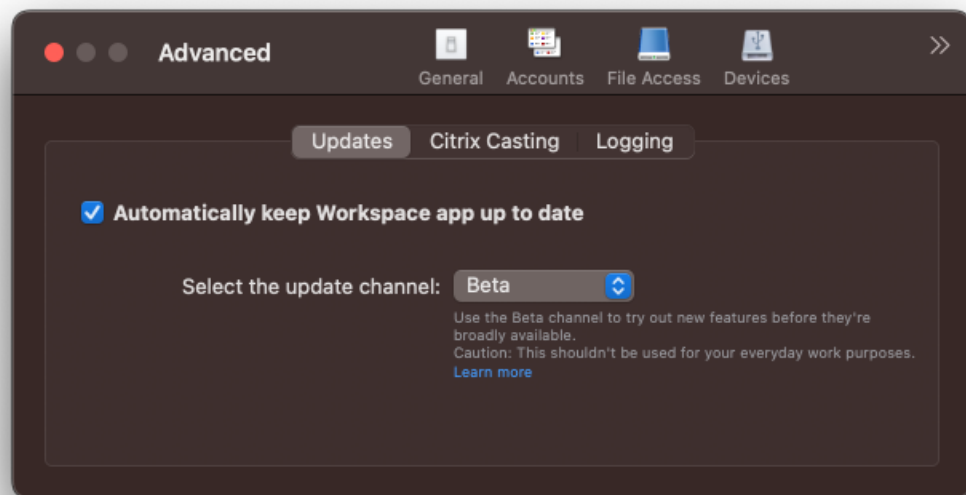 Advanced
General Accounts File Access Devices
Updates Citrix Casting Logging
Automatically keep Workspace app up to date
Select the update channel: Beta
Use the Beta channel to try out new features before they're
broadly available.
Caution: This shouldn't be used for your everyday work purposes.
Learn more